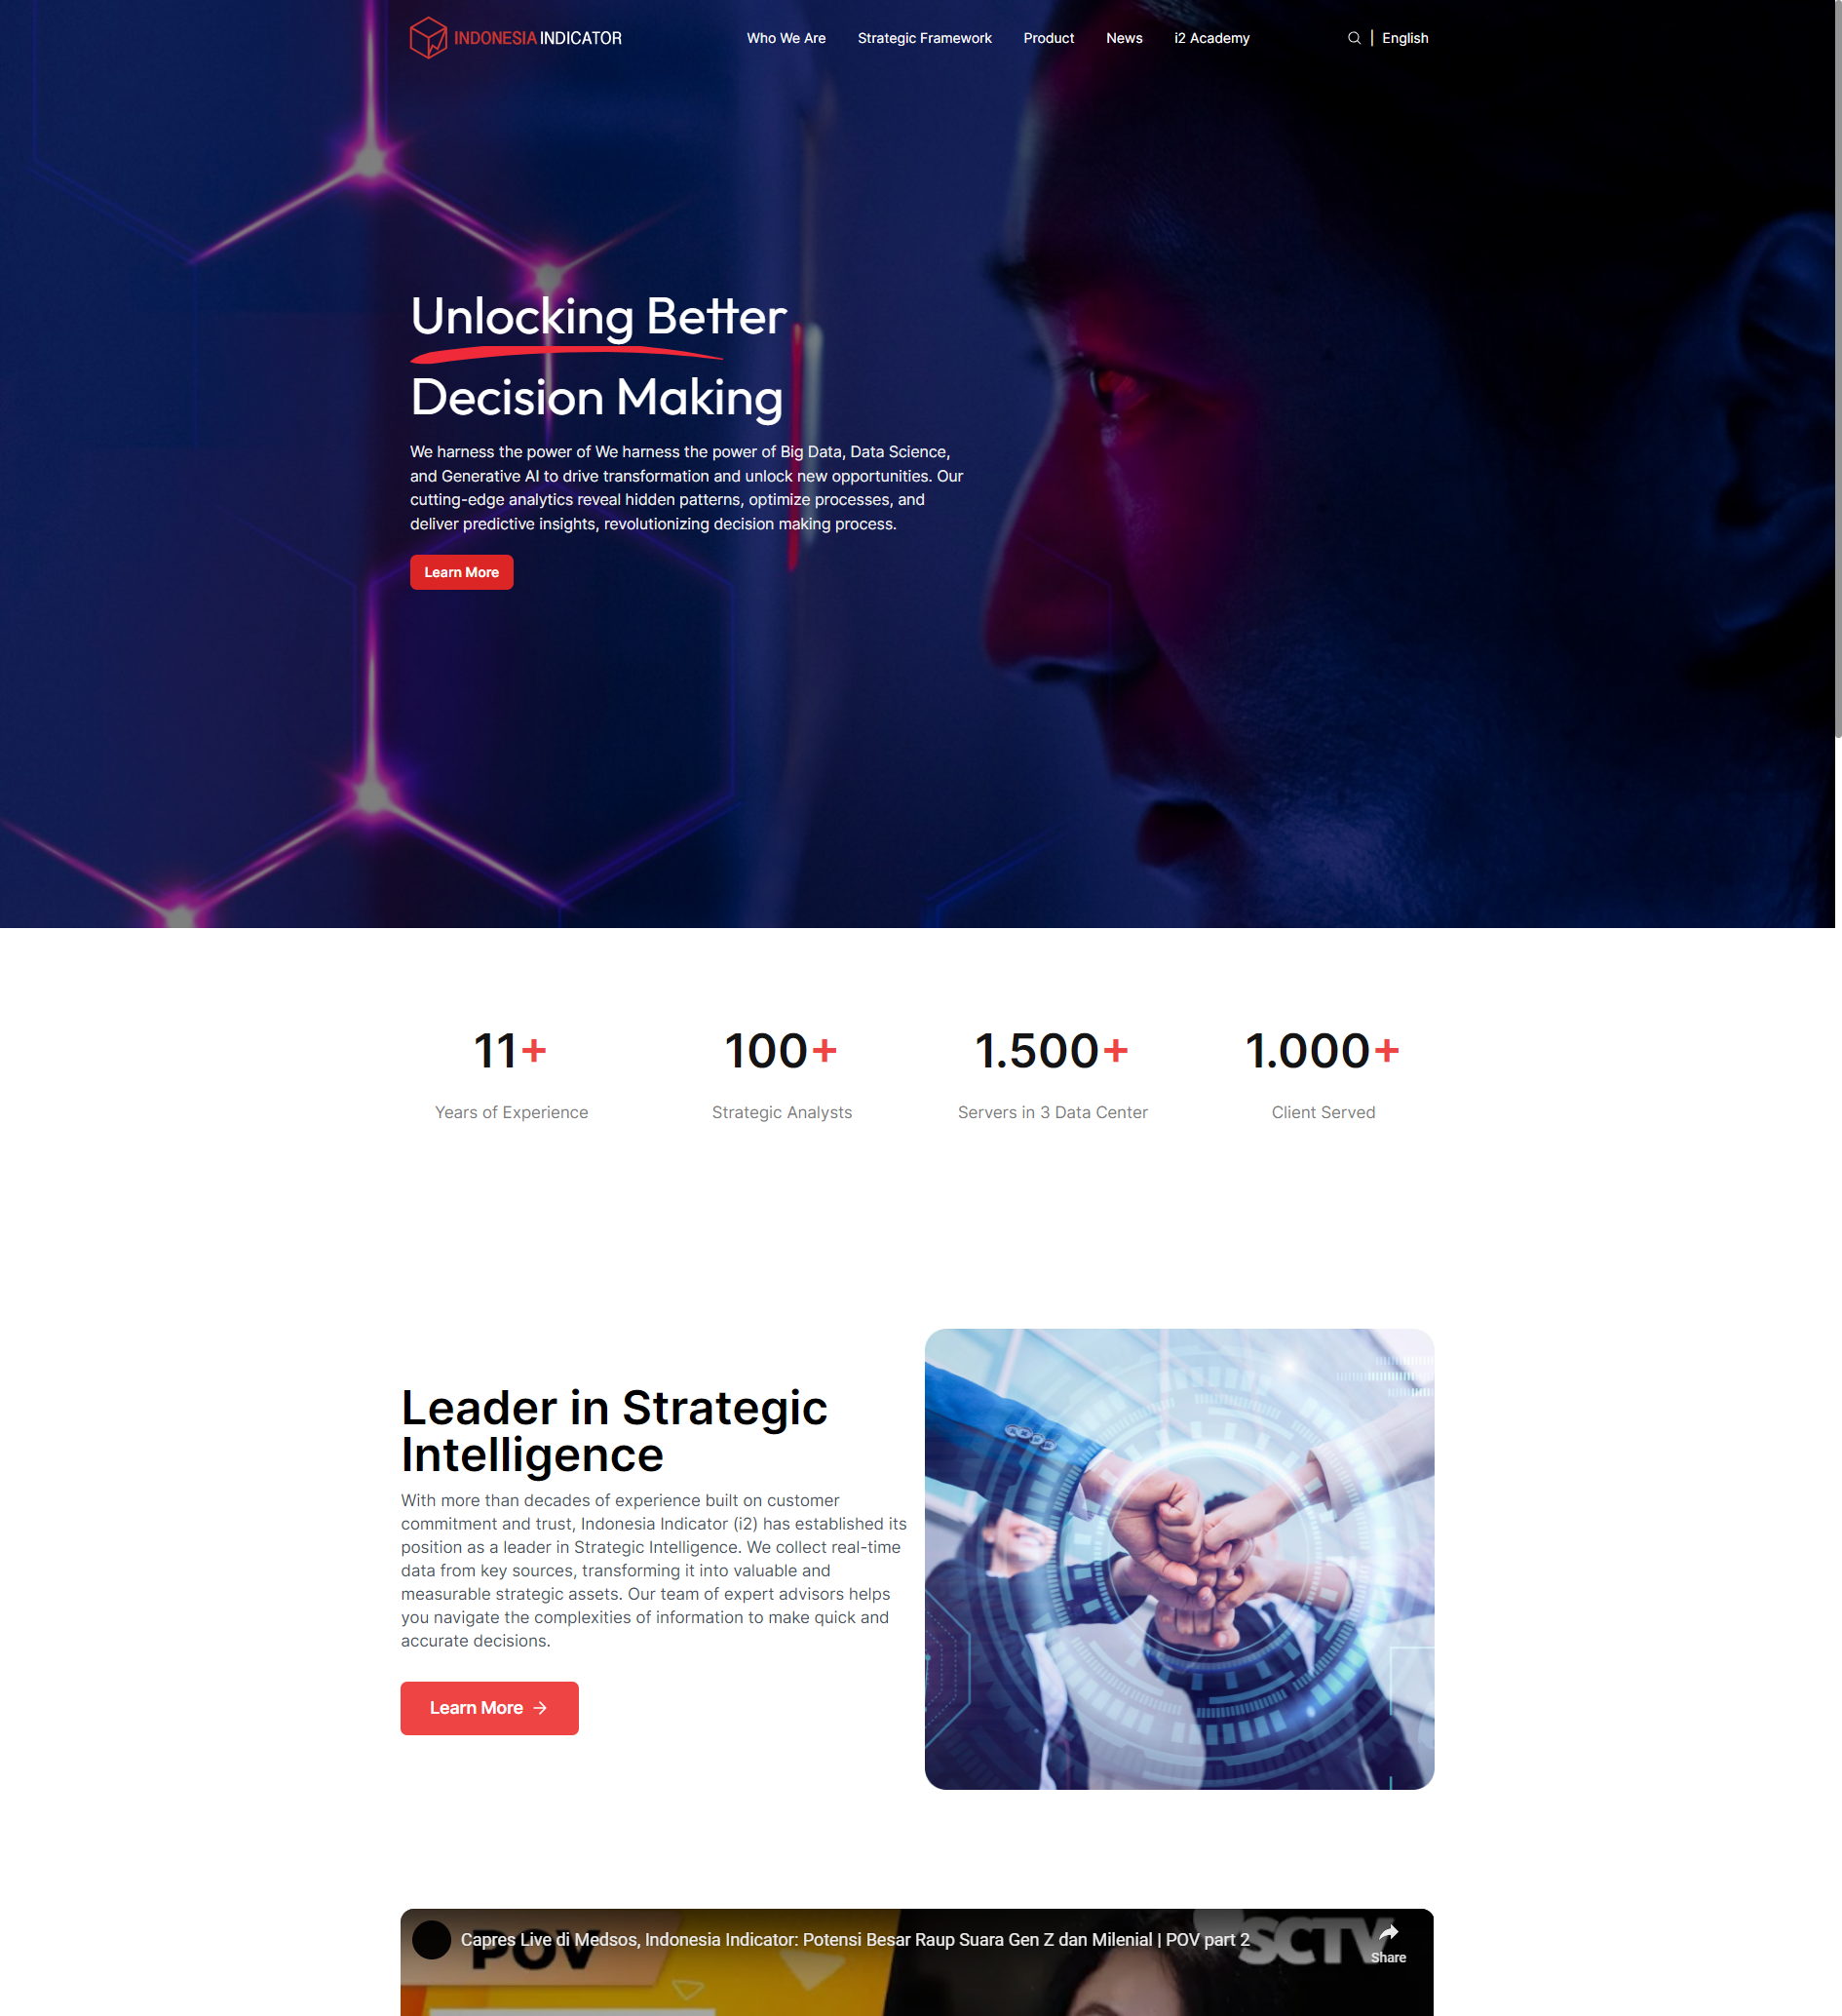 INDONESIA INDICATOR
Who We Are
Strategic Framework
Product
News
i2 Academy
English
Unlocking Better
Decision Making
We harness the power of We harness the power of Big Data, Data Science,
and Generative AI to drive transformation and unlock new opportunities. Our
cutting-edge analytics reveal hidden patterns, optimize processes, and
deliver predictive insights, revolutionizing decision making process.
Learn More
11+
Years of Experience
100+
Strategic Analysts
1.500+
Servers in 3 Data Center
1.000+
Client Served
Leader in Strategic
Intelligence
With more than decades of experience built on customer
commitment and trust, Indonesia Indicator (i2) has established its
position as a leader in Strategic Intelligence. We collect real-time
data from key sources, transforming it into valuable and
measurable strategic assets. Our team of expert advisors helps
you navigate the complexities of information to make quick and
accurate decisions.
Learn More
POV
Capres Live di Medsos, Indonesia Indicator: Potensi Besar Raup Suara Gen Z dan Milenial | POV part 2
SCTV
Share